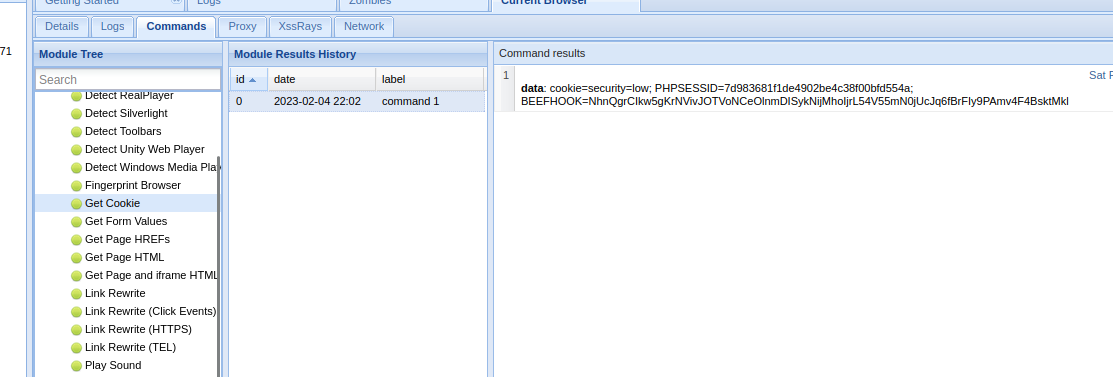 Getting Started
Logs
Zombies
Current Browser
Details
Logs
Commands
Proxy
XssRays
Network
71
Module Tree
Search
Detect RealPlayer
Detect Silverlight
Detect Toolbars
Detect Unity Web Player
Detect Windows Media Play
Fingerprint Browser
Get Cookie
Get Form Values
Get Page HREFs
Get Page HTML
Get Page and iframe HTML
Link Rewrite
Link Rewrite (Click Events)
Link Rewrite (HTTPS)
Link Rewrite (TEL)
Play Sound
Module Results History
id date label
0 2023-02-04 22:02 command 1
Command results
1 Sat F
data: cookie=security=low; PHPSESSID=7d983681f1de4902be4c38f00bfd554a;